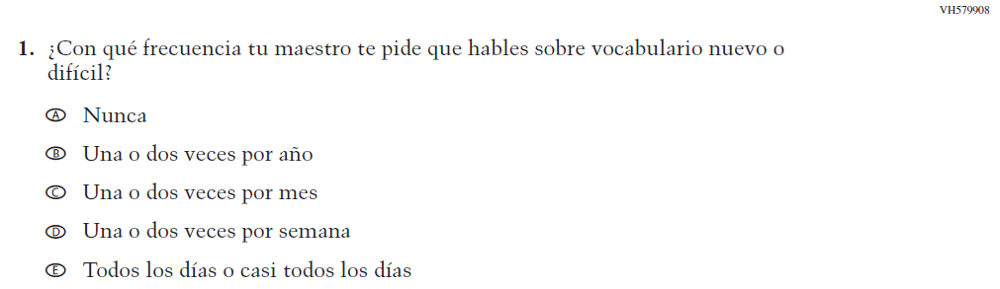 VH579908
1. ¿Con qué frecuencia tu maestro te pide que hables sobre vocabulario nuevo o
difícil?
A Nunca
B Una o dos veces por año
C Una o dos veces por mes
D Una o dos veces por semana
E Todos los días o casi todos los días